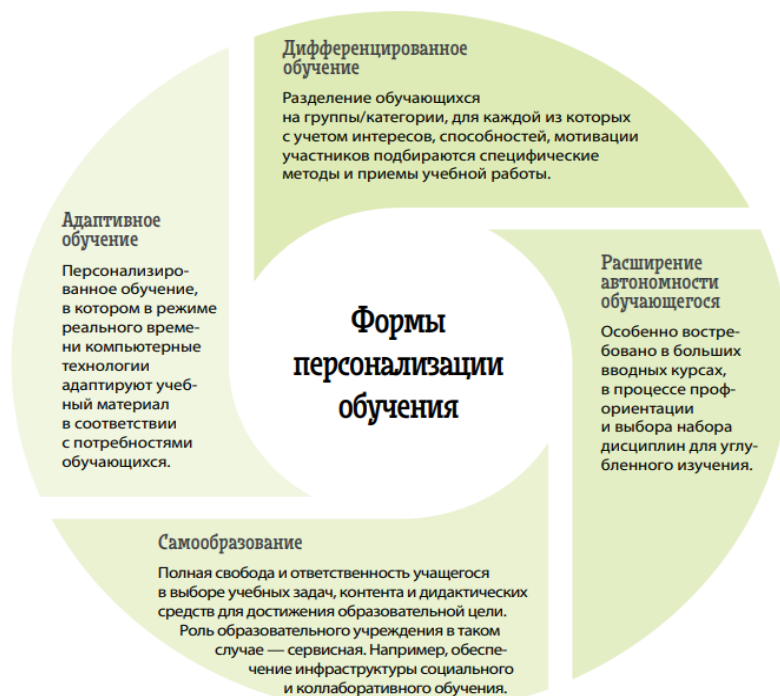 Дифференцированное
обучение
Разделение обучающихся
на группы/категории, для каждой из которых
с учетом интересов, способностей, мотивации
участников подбираются специфические
методы и приемы учебной работы.
Адаптивное
обучение
Персонализиро-
ванное обучение,
в котором в режиме
реального време-
ни компьютерные
технологии
адаптируют учеб-
ный материал
в соответствии
с потребностями
обучающихся.
Формы
персонализации
обучения
Расширение
автономности
обучающегося
Особенно востре-
бовано в больших
вводных курсах,
в процессе проф-
ориентации
и выбора набора
дисциплин для углу-
бленного изучения.
Самообразование
Полная свобода и ответственность учащегося
в выборе учебных задач, контента и дидактических
средств для достижения образовательной цели.
Роль образовательного учреждения в таком
случае — сервисная. Например, обеспе-
чение инфраструктуры социального
и коллаборативного обучения.